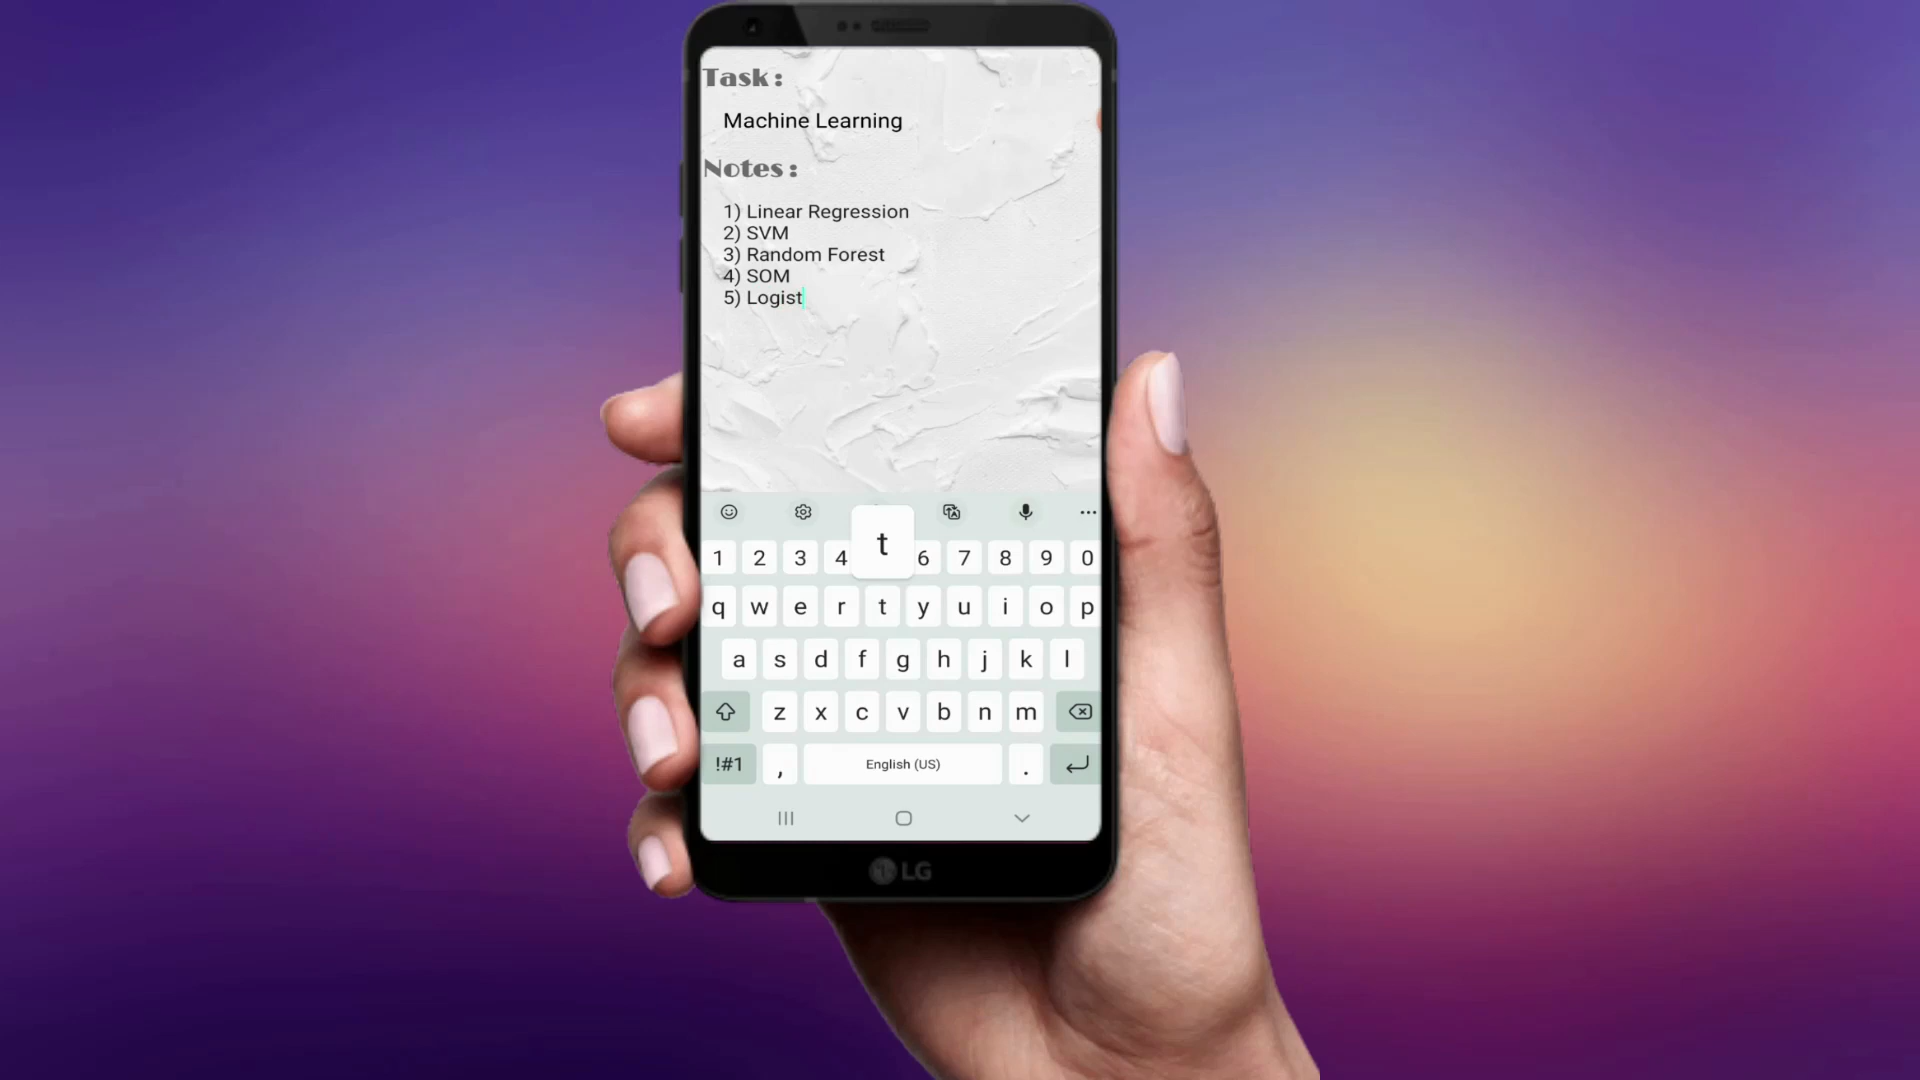 Task:
Machine Learning
Notes:
1) Linear Regression
2) SVM
3) Random Forest
4) SOM
5) Logist
t
1 2 3 4 6 7 8 9 0
q w e r t y u i o p
a s d f g h j k l
z x c v b n m
!#1 , English (US) .
LG